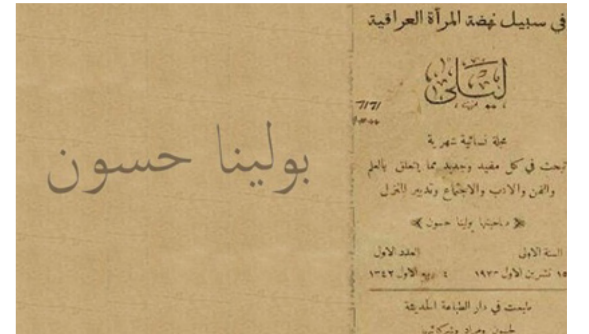 في سبيل نهضة المرأة العراقية
ليلى
مجلة نسائية شهرية
تبحث في كل مفيد وجديد مما يتعلق بالعلم
والفن والادب والاجتماع وتدبير المنزل
صاحبتها بولينا حسون
السنة الاولى العدد الاول
١٥ تشرين الاول ١٩٢٣ ٤ ربيع الاول ١٣٤٢
طبعت في دار الطباعة الحديثة
بولينا حسون